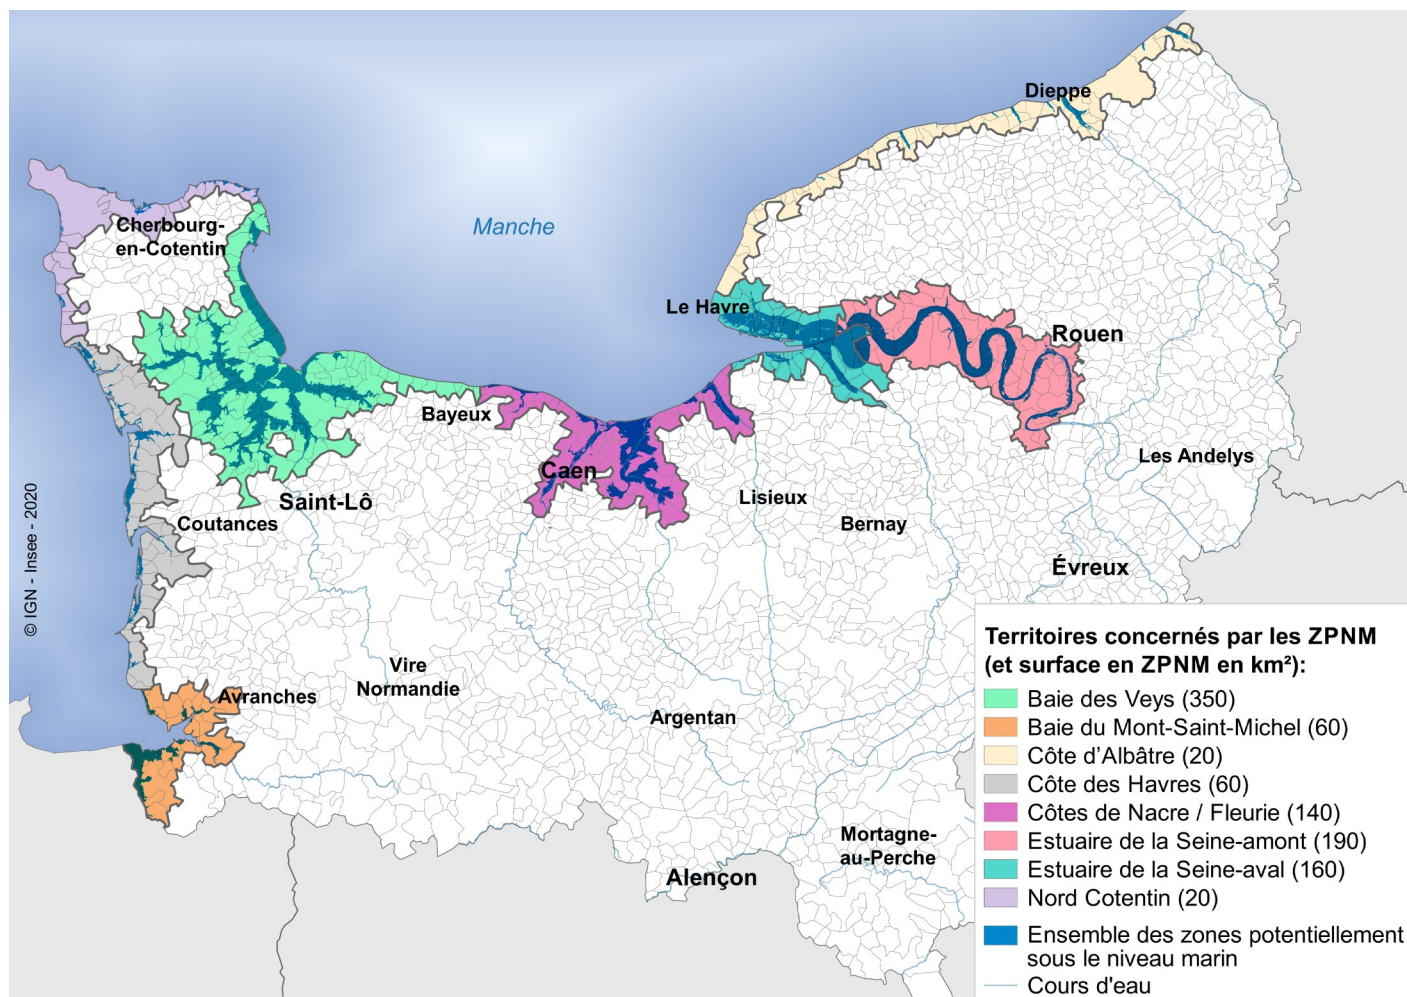 Dieppe
Cherbourg-
en-Cotentin
Manche
Le Havre
Rouen
Bayeux
Caen
Les Andelys
Saint-Lô
Lisieux
Coutances
Bernay
Évreux
© IGN - Insee - 2020
Vire
Normandie
Avranches
Argentan
Mortagne-
au-Perche
Alençon
Territoires concernés par les ZPNM
(et surface en ZPNM en km²):
Baie des Veys (350)
Baie du Mont-Saint-Michel (60)
Côte d'Albâtre (20)
Côte des Havres (60)
Côtes de Nacre / Fleurie (140)
Estuaire de la Seine-amont (190)
Estuaire de la Seine-aval (160)
Nord Cotentin (20)
Ensemble des zones potentiellement
sous le niveau marin
Cours d'eau